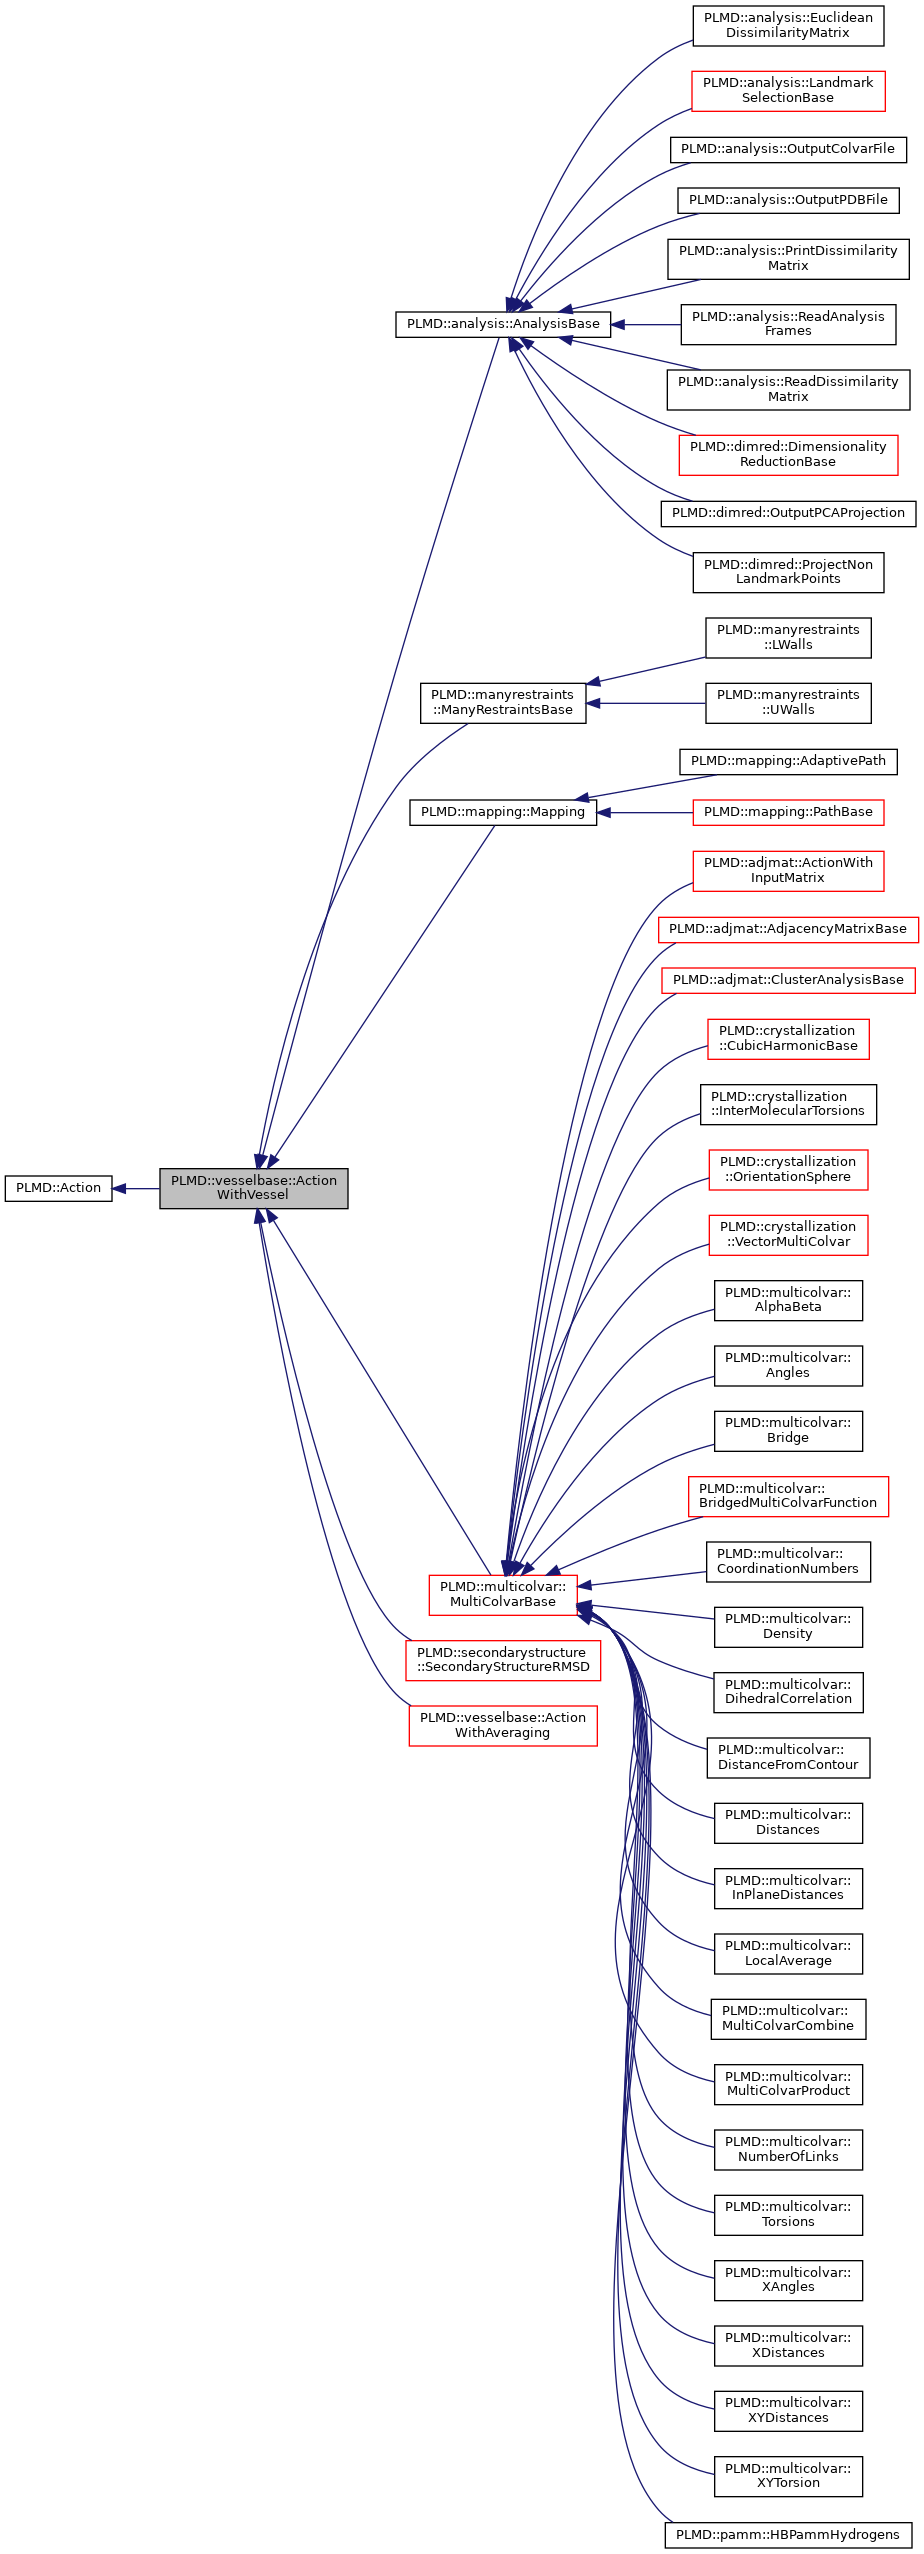 PLMD::analysis::Euclidean
DissimilarityMatrix
PLMD::analysis::Landmark
SelectionBase
PLMD::analysis::OutputColvarFile
PLMD::analysis::OutputPDBFile
PLMD::analysis::PrintDissimilarity
Matrix
PLMD::analysis::AnalysisBase
PLMD::analysis::ReadAnalysis
Frames
PLMD::analysis::ReadDissimilarity
Matrix
PLMD::dimred::Dimensionality
ReductionBase
PLMD::dimred::OutputPCAProjection
PLMD::dimred::ProjectNon
LandmarkPoints
PLMD::manyrestraints
::LWalls
PLMD::manyrestraints
::ManyRestraintsBase
PLMD::manyrestraints
::UWalls
PLMD::mapping::AdaptivePath
PLMD::mapping::Mapping
PLMD::mapping::PathBase
PLMD::adjmat::ActionWith
InputMatrix
PLMD::adjmat::AdjacencyMatrixBase
PLMD::adjmat::ClusterAnalysisBase
PLMD::crystallization
::CubicHarmonicBase
PLMD::crystallization
::InterMolecularTorsions
PLMD::Action
PLMD::vesselbase::Action
WithVessel
PLMD::crystallization
::OrientationSphere
PLMD::crystallization
::VectorMultiColvar
PLMD::multicolvar::
AlphaBeta
PLMD::multicolvar::
Angles
PLMD::multicolvar::
Bridge
PLMD::multicolvar::
BridgedMultiColvarFunction
PLMD::multicolvar::
CoordinationNumbers
PLMD::multicolvar::
MultiColvarBase
PLMD::multicolvar::
Density
PLMD::secondarystructure
::SecondaryStructureRMSD
PLMD::multicolvar::
DihedralCorrelation
PLMD::vesselbase::Action
WithAveraging
PLMD::multicolvar::
DistanceFromContour
PLMD::multicolvar::
Distances
PLMD::multicolvar::
InPlaneDistances
PLMD::multicolvar::
LocalAverage
PLMD::multicolvar::
MultiColvarCombine
PLMD::multicolvar::
MultiColvarProduct
PLMD::multicolvar::
NumberOfLinks
PLMD::multicolvar::
Torsions
PLMD::multicolvar::
XAngles
PLMD::multicolvar::
XDistances
PLMD::multicolvar::
XYDistances
PLMD::multicolvar::
XYTorsion
PLMD::pamm::HBPammHydrogens